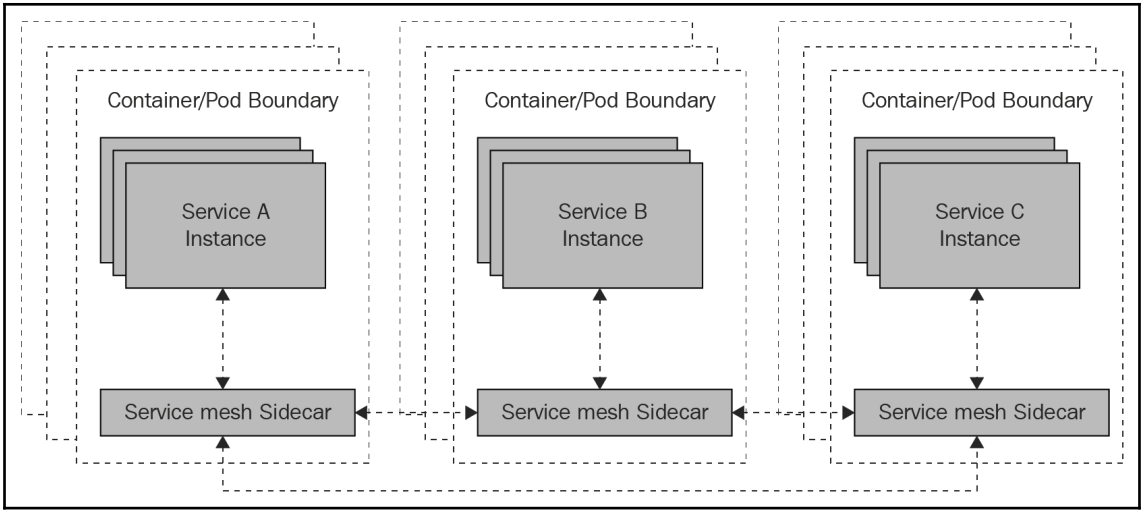 Container/Pod Boundary
Service A
Instance
Service mesh Sidecar
Container/Pod Boundary
Service B
Instance
Service mesh Sidecar
Container/Pod Boundary
Service C
Instance
Service mesh Sidecar